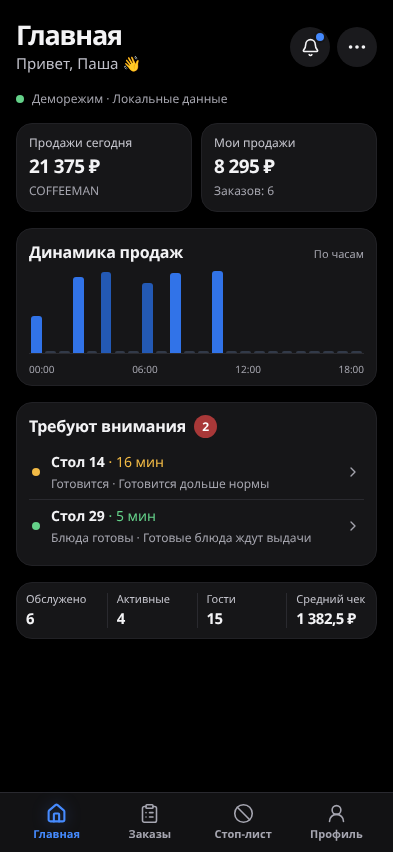 Главная
Привет, Паша 👋
Деморежим · Локальные данные
Продажи сегодня
21 375 ₽
COFFEEMAN
Мои продажи
8 295 ₽
Заказов: 6
Динамика продаж
По часам
00:00 06:00 12:00 18:00
Требуют внимания 2
Стол 14 · 16 мин
Готовится · Готовится дольше нормы
Стол 29 · 5 мин
Блюда готовы · Готовые блюда ждут выдачи
Обслужено
6
Активные
4
Гости
15
Средний чек
1 382,5 ₽
Главная Заказы Стоп-лист Профиль